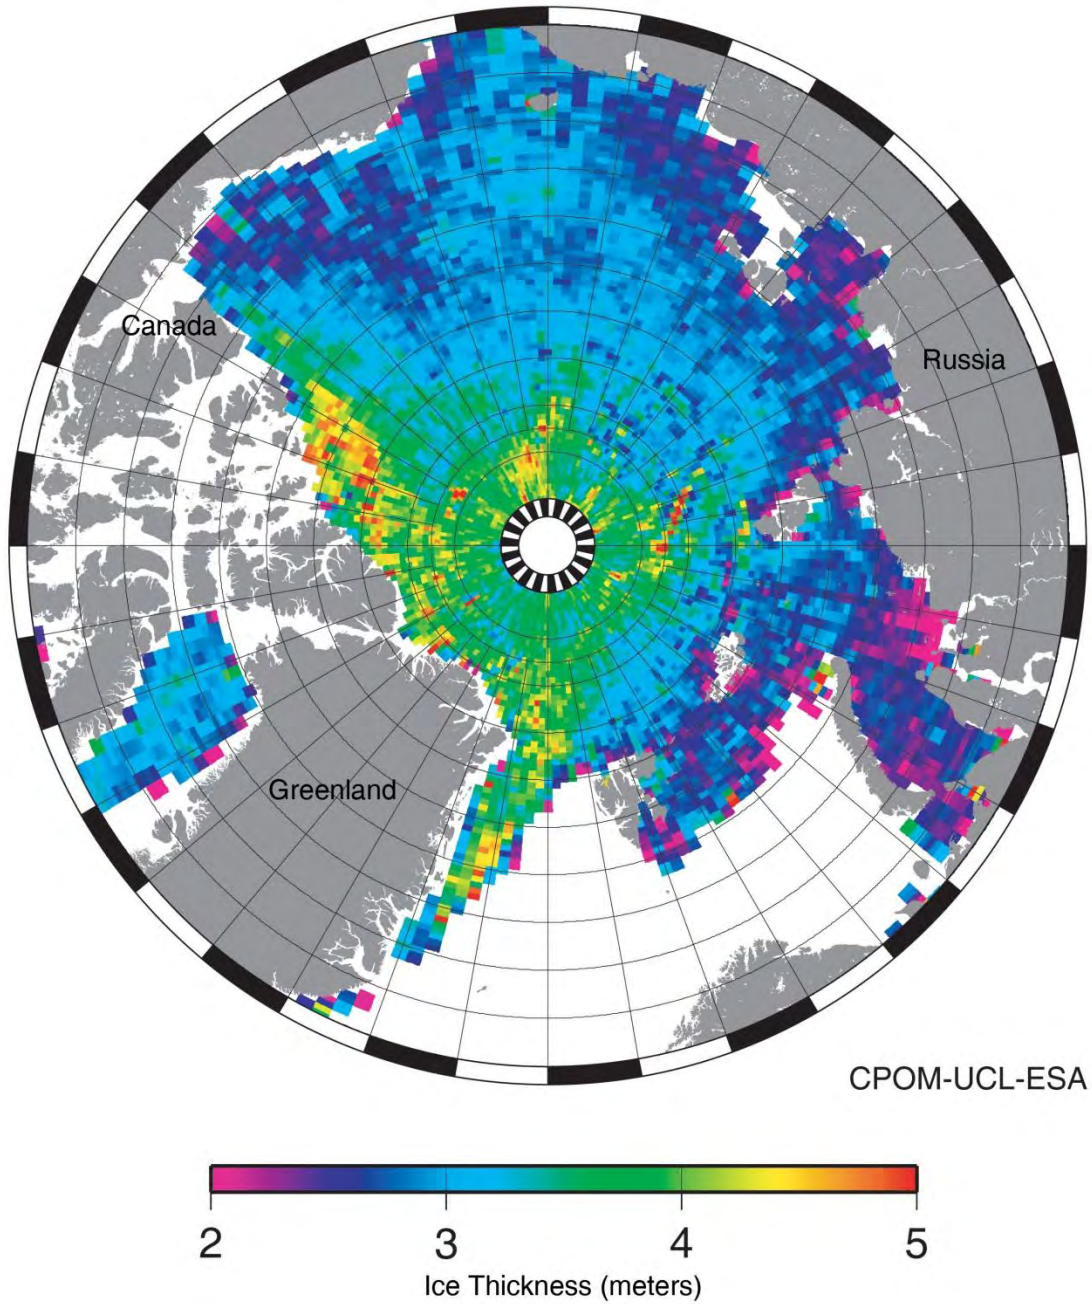 Canada
Russia
Greenland
CPOM-UCL-ESA
2 3 4 5
Ice Thickness (meters)